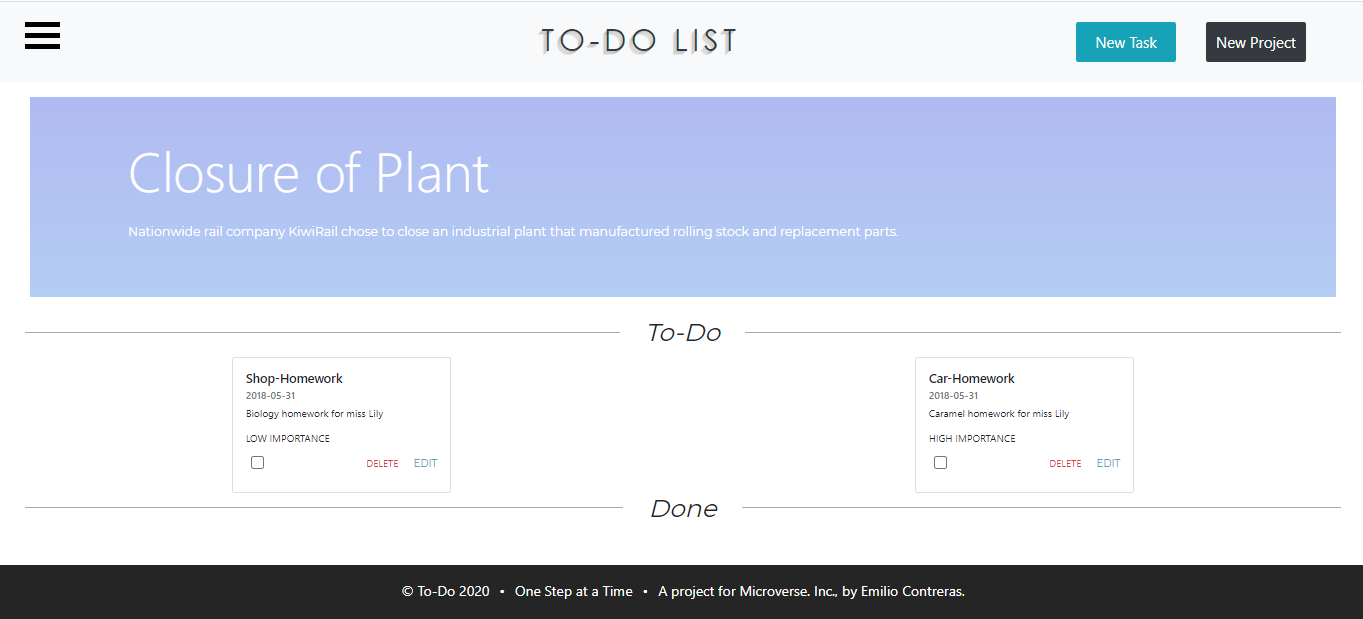 TO-DO LIST
New Task
New Project
Closure of Plant
Nationwide rail company KiwiRail chose to close an industrial plant that manufactured rolling stock and replacement parts.
To-Do
Shop-Homework
2018-05-31
Biology homework for miss Lily
LOW IMPORTANCE
DELETE EDIT
Car-Homework
2018-05-31
Caramel homework for miss Lily
HIGH IMPORTANCE
DELETE EDIT
Done
© To-Do 2020 • One Step at a Time • A project for Microverse. Inc., by Emilio Contreras.